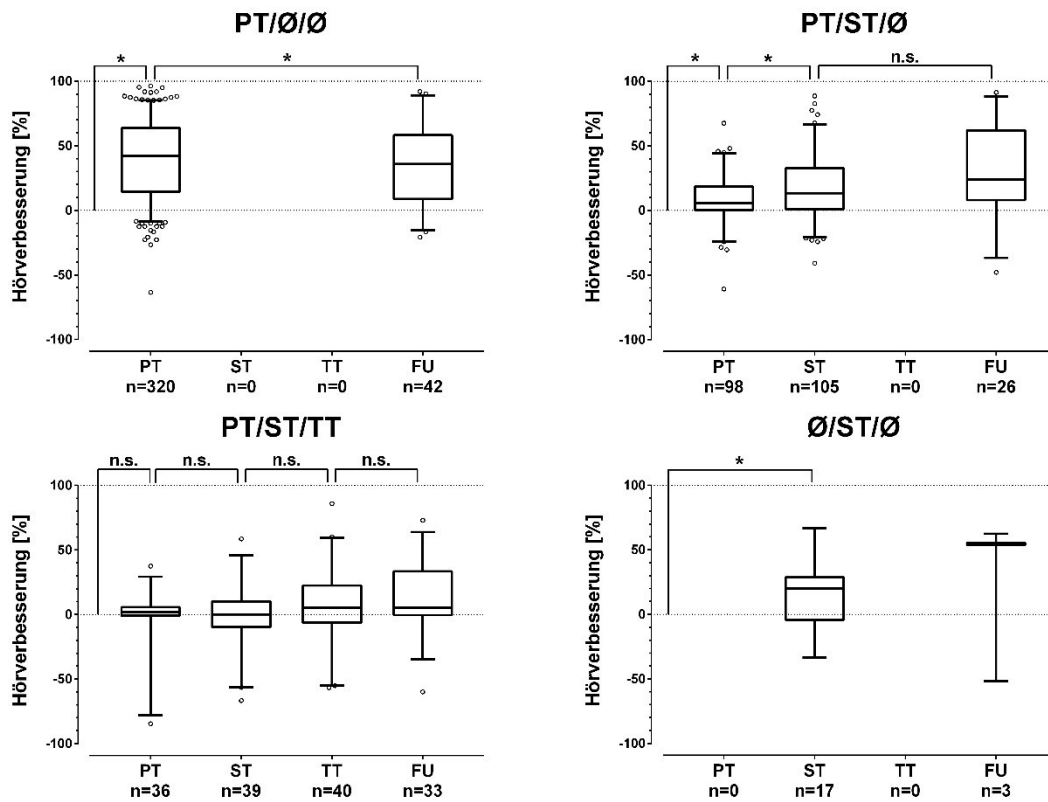 PT/Ø/Ø
* *
Hörverbesserung [%]
100
50
0
-50
-100
PT ST TT FU
n=320 n=0 n=0 n=42
PT/ST/Ø
* * n.s.
Hörverbesserung [%]
100
50
0
-50
-100
PT ST TT FU
n=98 n=105 n=0 n=26
PT/ST/TT
n.s. n.s. n.s. n.s.
Hörverbesserung [%]
100
50
0
-50
-100
PT ST TT FU
n=36 n=39 n=40 n=33
Ø/ST/Ø
*
Hörverbesserung [%]
100
50
0
-50
-100
PT ST TT FU
n=0 n=17 n=0 n=3